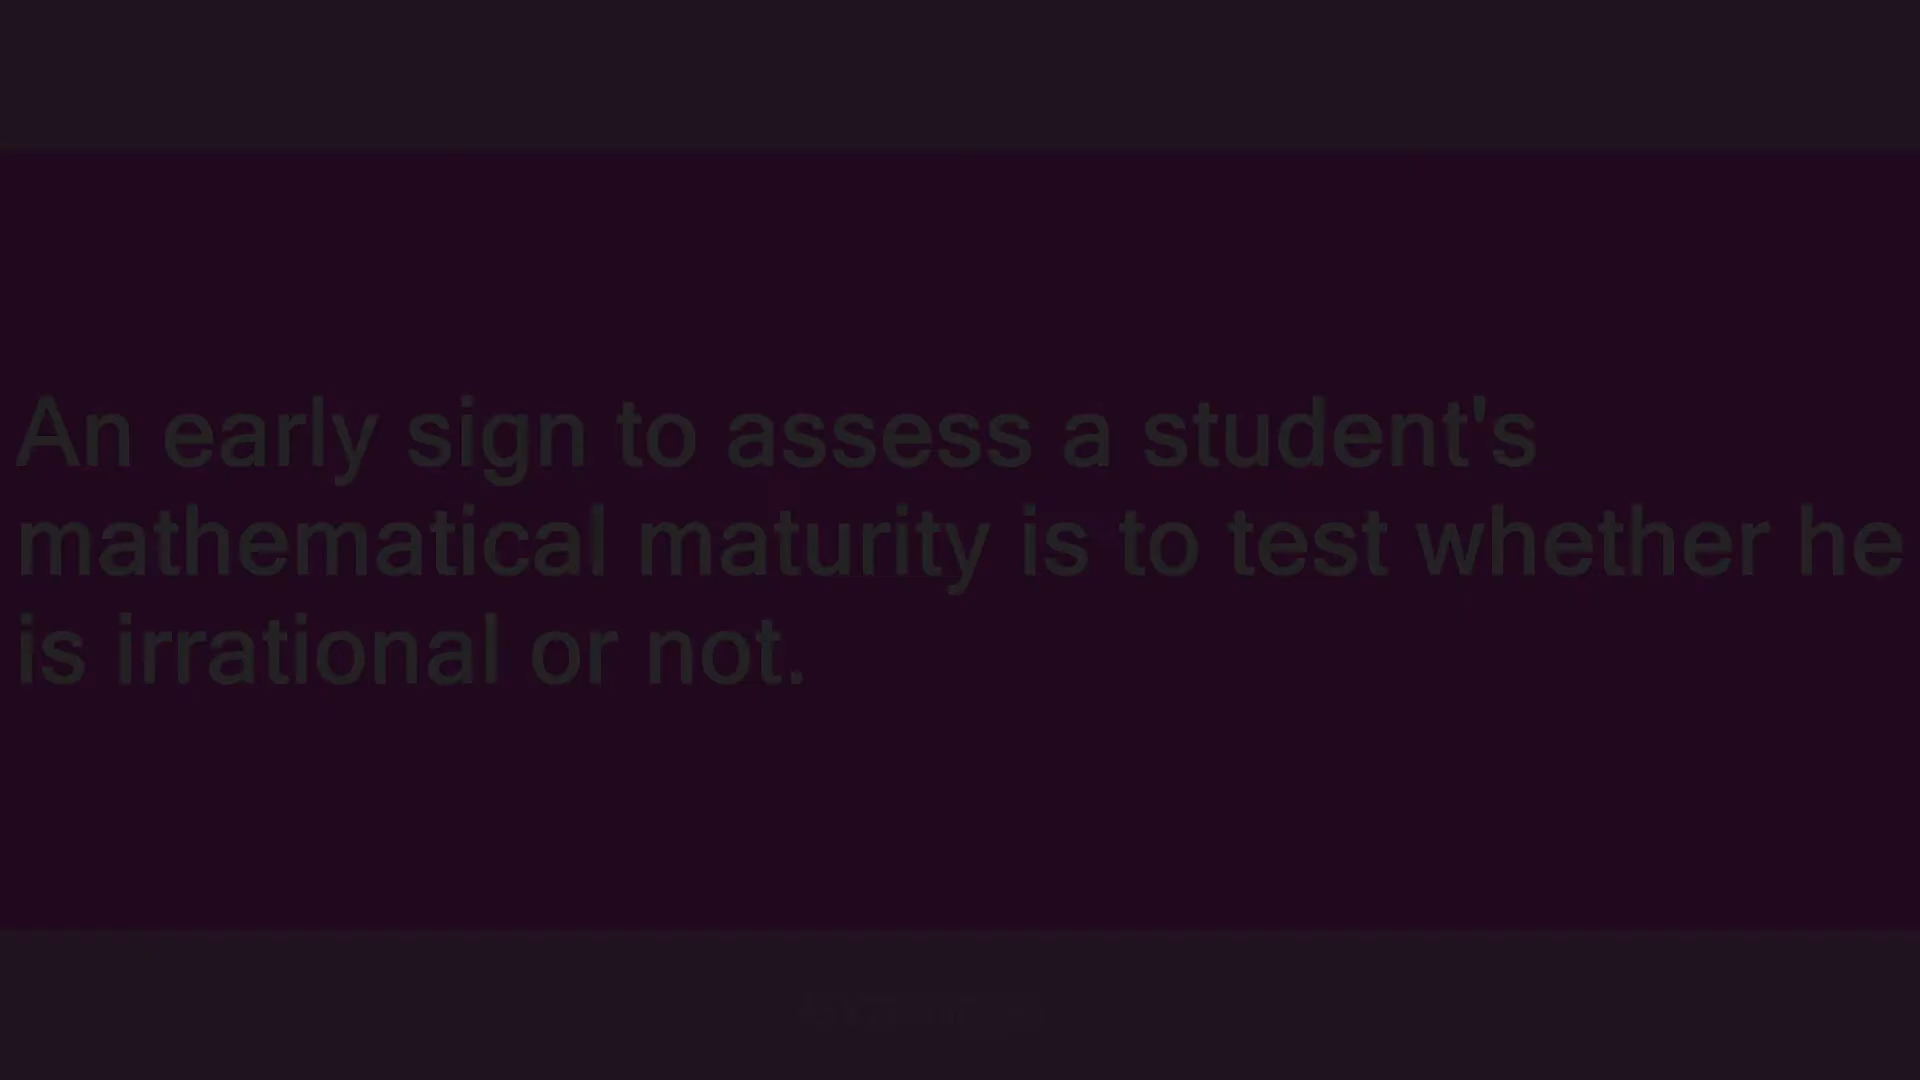 An early sign to assess a student's
mathematical maturity is to test whether he
is irrational or not.